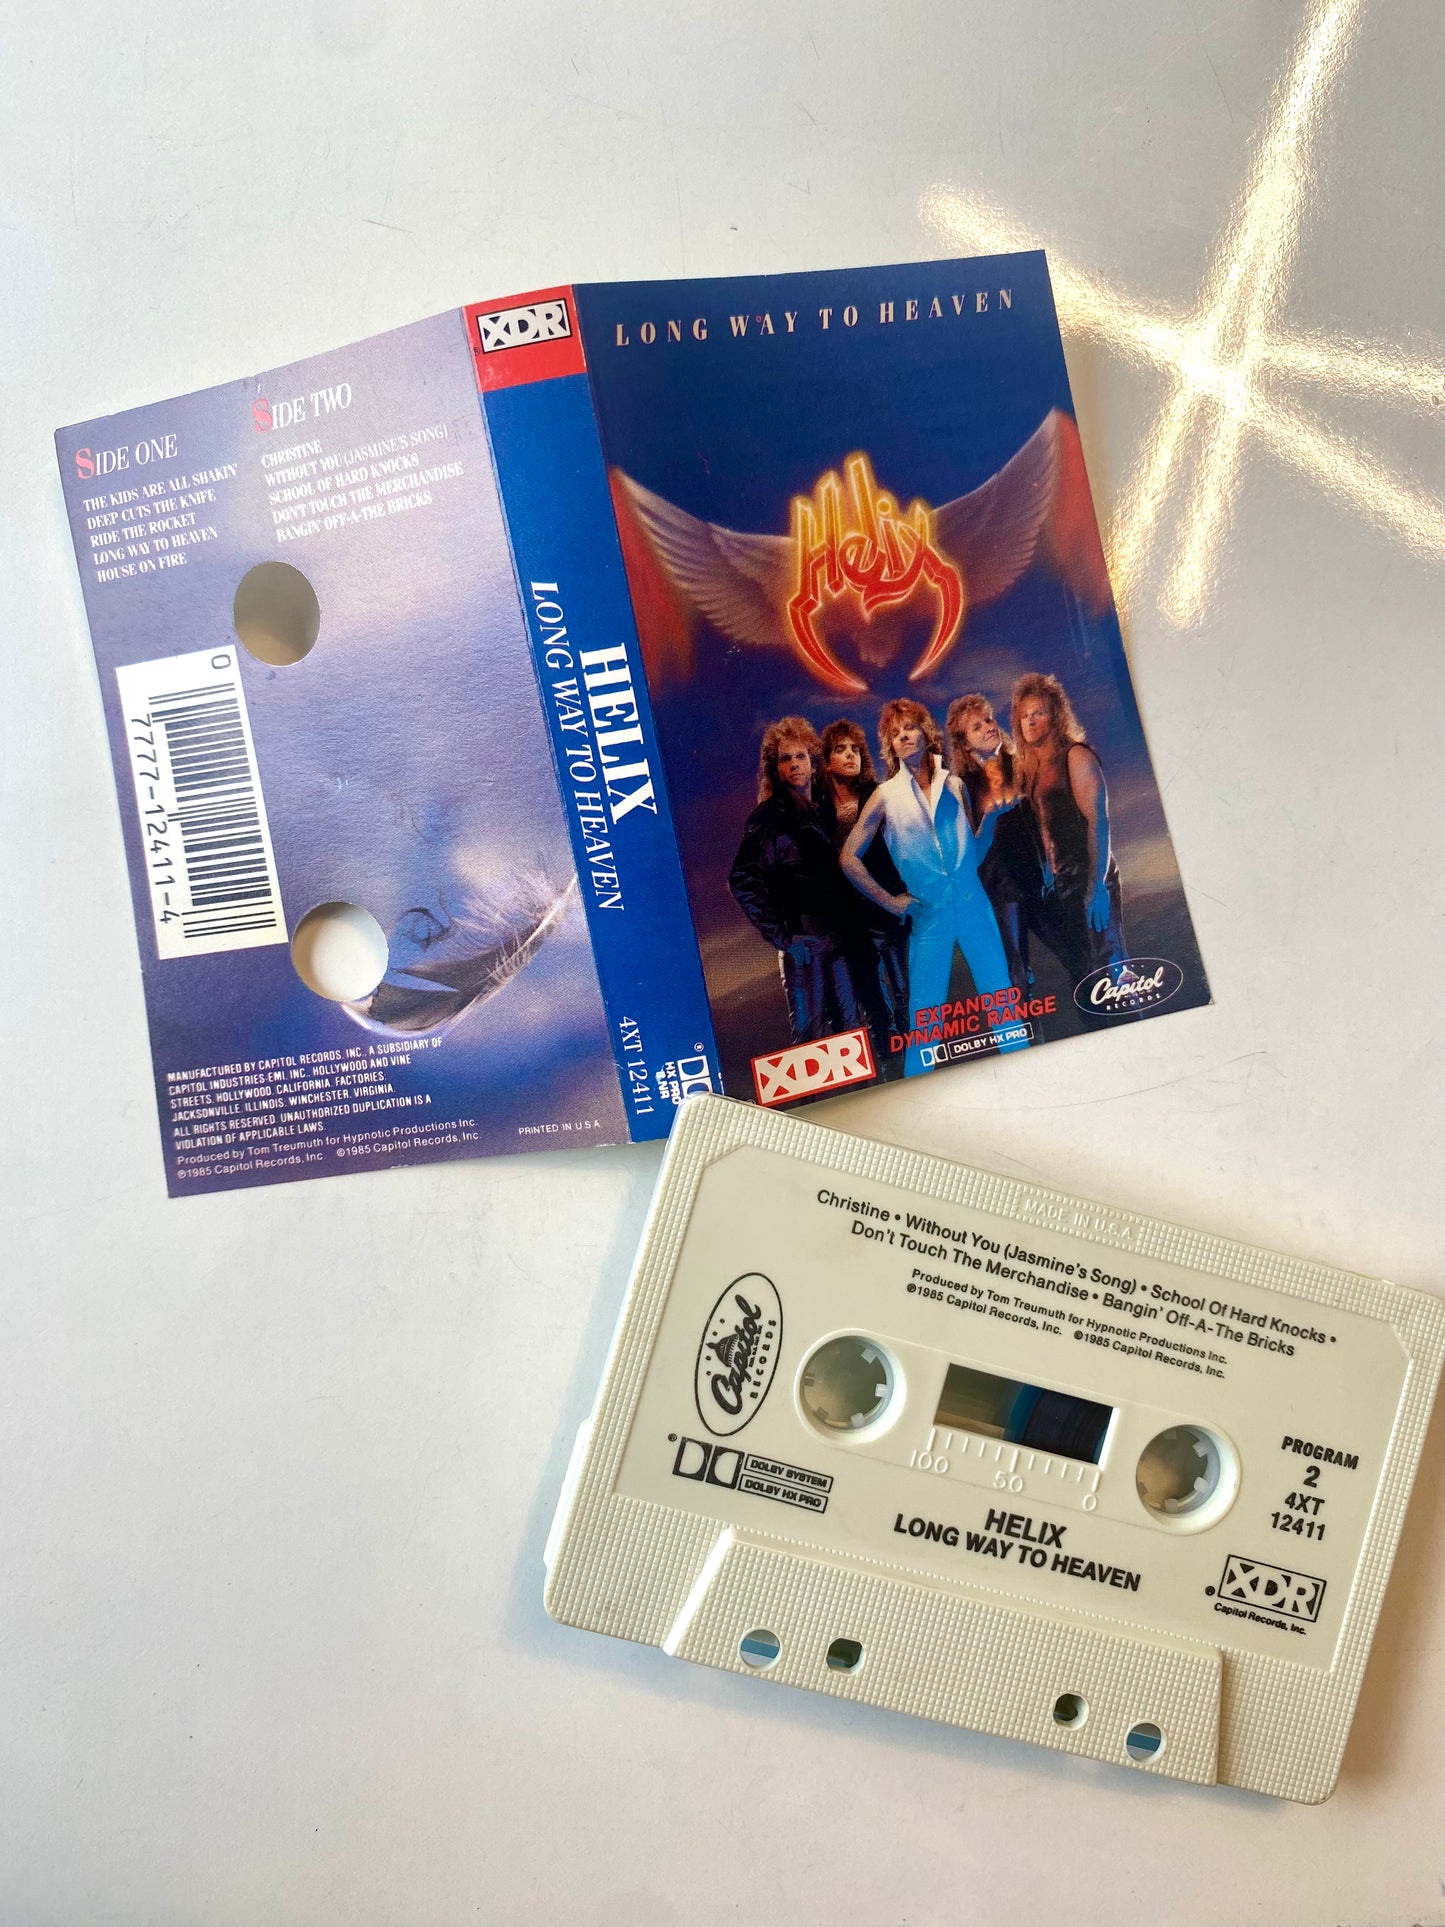 SIDE ONE
THE KIDS ARE ALL SHAKIN'
DEEP CUTS THE KNIFE
RIDE THE ROCKET
LONG WAY TO HEAVEN
HOUSE ON FIRE
SIDE TWO
CHRISTINE
WITHOUT YOU (JASMINE'S SONG)
SCHOOL OF HARD KNOCKS
DON'T TOUCH THE MERCHANDISE
BANGIN' OFF-A-THE BRICKS
0 7777-12411-4
MANUFACTURED BY CAPITOL RECORDS, INC., A SUBSIDIARY OF
CAPITOL INDUSTRIES-EMI, INC., HOLLYWOOD AND VINE
STREETS, HOLLYWOOD, CALIFORNIA. FACTORIES:
JACKSONVILLE, ILLINOIS; WINCHESTER, VIRGINIA.
ALL RIGHTS RESERVED. UNAUTHORIZED DUPLICATION IS A
VIOLATION OF APPLICABLE LAWS.
Produced by Tom Treumuth for Hypnotic Productions Inc.
℗1985 Capitol Records, Inc. ©1985 Capitol Records, Inc.
PRINTED IN U S A
XDR
HELIX
LONG WAY TO HEAVEN
4XT 12411
HX PRO
B NR
LONG WAY TO HEAVEN
Helix
EXPANDED
DYNAMIC RANGE
XDR
DOLBY HX PRO
Capitol
RECORDS
MADE IN U.S.A.
Christine • Without You (Jasmine's Song) • School Of Hard Knocks •
Don't Touch The Merchandise • Bangin' Off-A-The Bricks
Produced by Tom Treumuth for Hypnotic Productions Inc.
℗1985 Capitol Records, Inc. ©1985 Capitol Records, Inc.
Capitol
RECORDS
DOLBY SYSTEM
DOLBY HX PRO
100 50 0
PROGRAM
2
4XT
12411
HELIX
LONG WAY TO HEAVEN
XDR
Capitol Records, Inc.